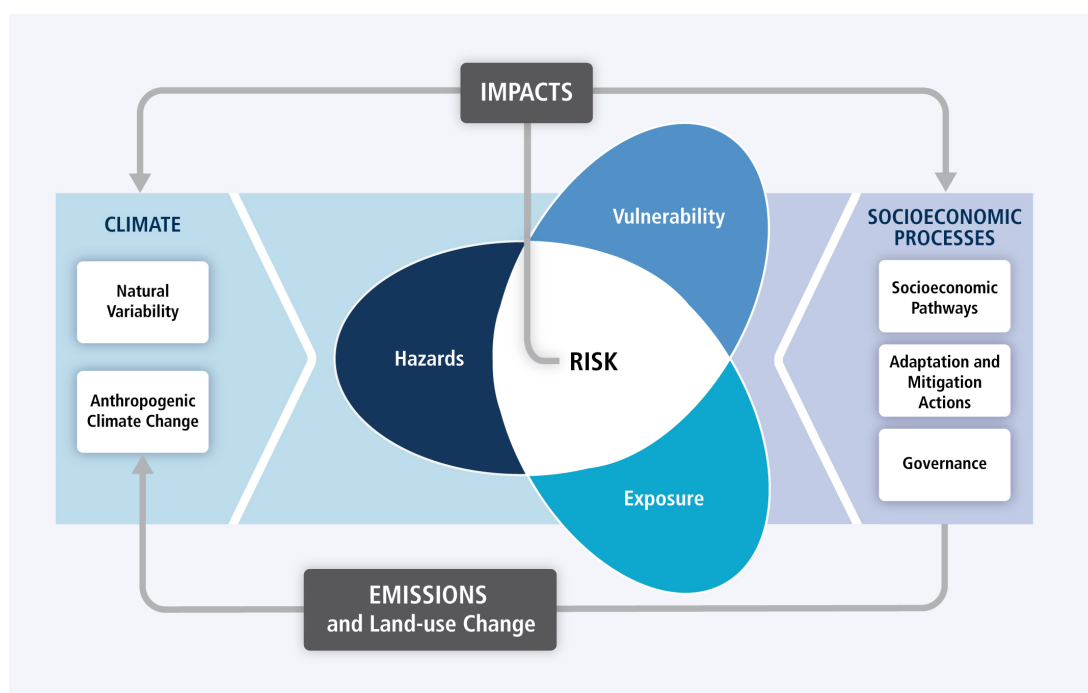 IMPACTS
CLIMATE
Natural
Variability
Anthropogenic
Climate Change
Vulnerability
Hazards
RISK
Exposure
SOCIOECONOMIC
PROCESSES
Socioeconomic
Pathways
Adaptation and
Mitigation
Actions
Governance
EMISSIONS
and Land-use Change